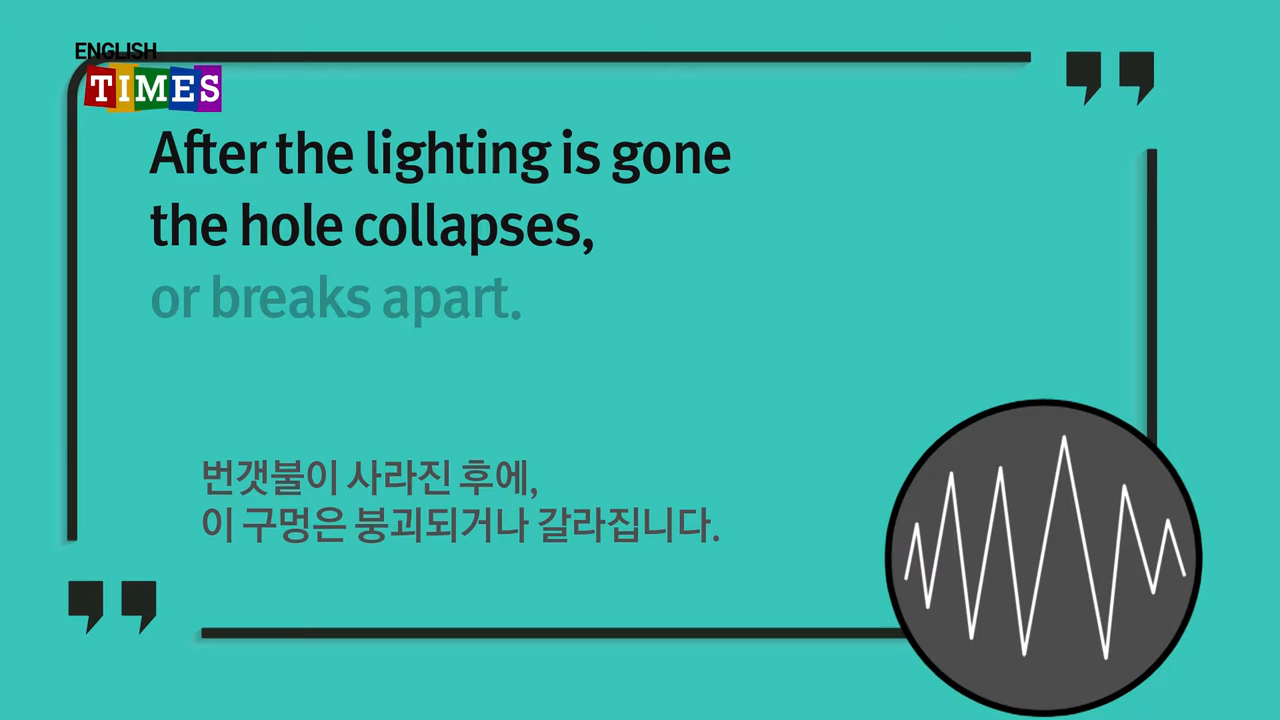 ENGLISH
TIMES
After the lighting is gone
the hole collapses,
or breaks apart.
번갯불이 사라진 후에,
이 구멍은 붕괴되거나 갈라집니다.